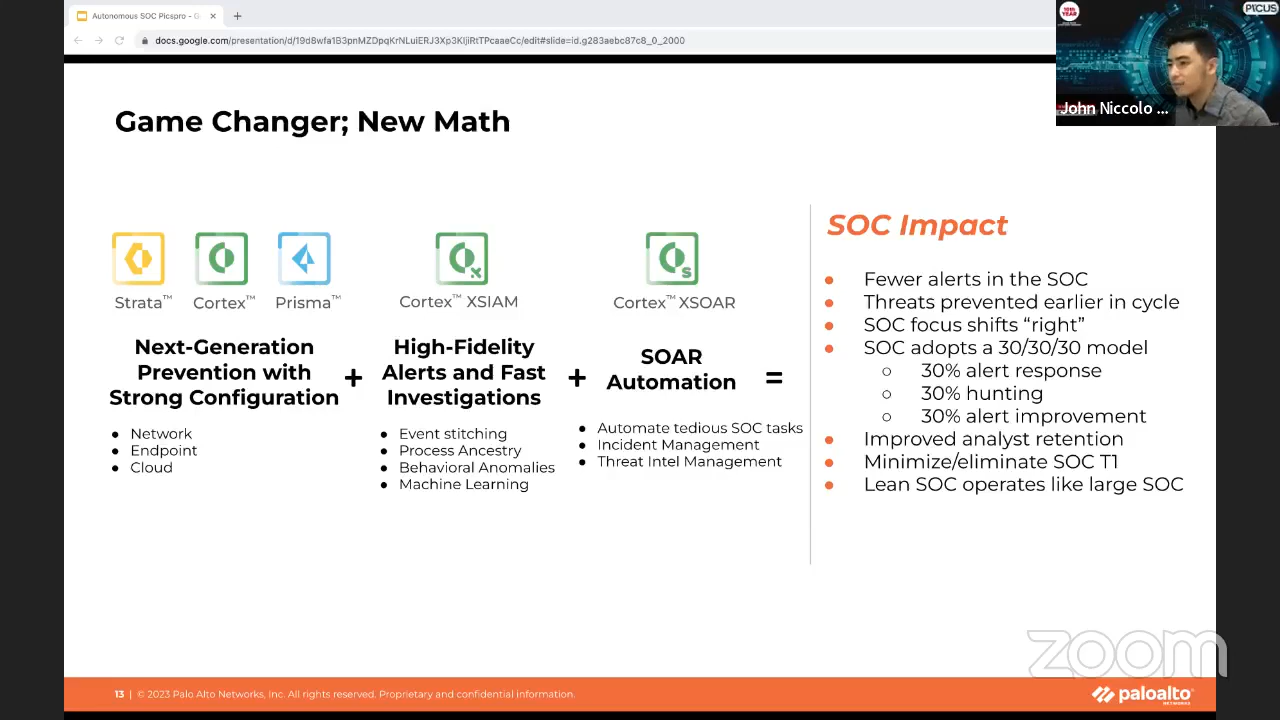 Autonomous SOC Picspro - G
docs.google.com/presentation/d/19d8wfa1B3pnMZDpqKrNLuiERJ3Xp3KIjiRtTPcaaeCc/edit#slide=id.g283aebc87c8_0_2000
PICUS
John Niccolo ...
Game Changer; New Math
Strata™ Cortex™ Prisma™
Next-Generation
Prevention with
Strong Configuration
Network
Endpoint
Cloud
+
Cortex™ XSIAM
High-Fidelity
Alerts and Fast
Investigations
Event stitching
Process Ancestry
Behavioral Anomalies
Machine Learning
+
Cortex™ XSOAR
SOAR
Automation
Automate tedious SOC tasks
Incident Management
Threat Intel Management
=
SOC Impact
Fewer alerts in the SOC
Threats prevented earlier in cycle
SOC focus shifts “right”
SOC adopts a 30/30/30 model
30% alert response
30% hunting
30% alert improvement
Improved analyst retention
Minimize/eliminate SOC T1
Lean SOC operates like large SOC
zoom
13 | © 2023 Palo Alto Networks, Inc. All rights reserved. Proprietary and confidential information.
paloalto
NETWORKS